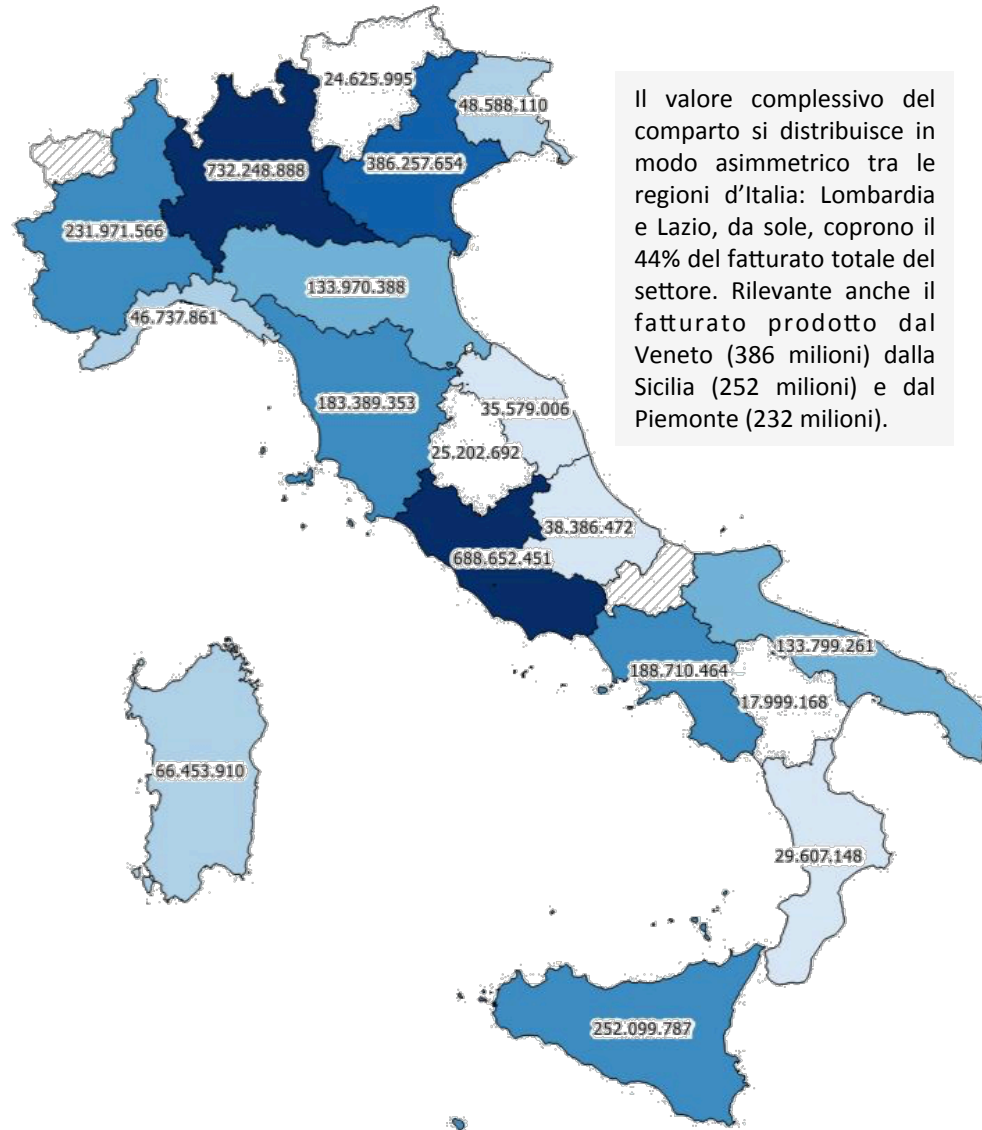 24.625.995
48.588.110
732.248.888
386.257.654
231.971.566
133.970.388
46.737.861
183.389.353
35.579.006
25.202.692
38.386.472
688.652.451
133.799.261
188.710.464
17.999.168
66.453.910
29.607.148
252.099.787
Il valore complessivo del
comparto si distribuisce in
modo asimmetrico tra le
regioni d’Italia: Lombardia
e Lazio, da sole, coprono il
44% del fatturato totale del
settore. Rilevante anche il
fatturato prodotto dal
Veneto (386 milioni) dalla
Sicilia (252 milioni) e dal
Piemonte (232 milioni).